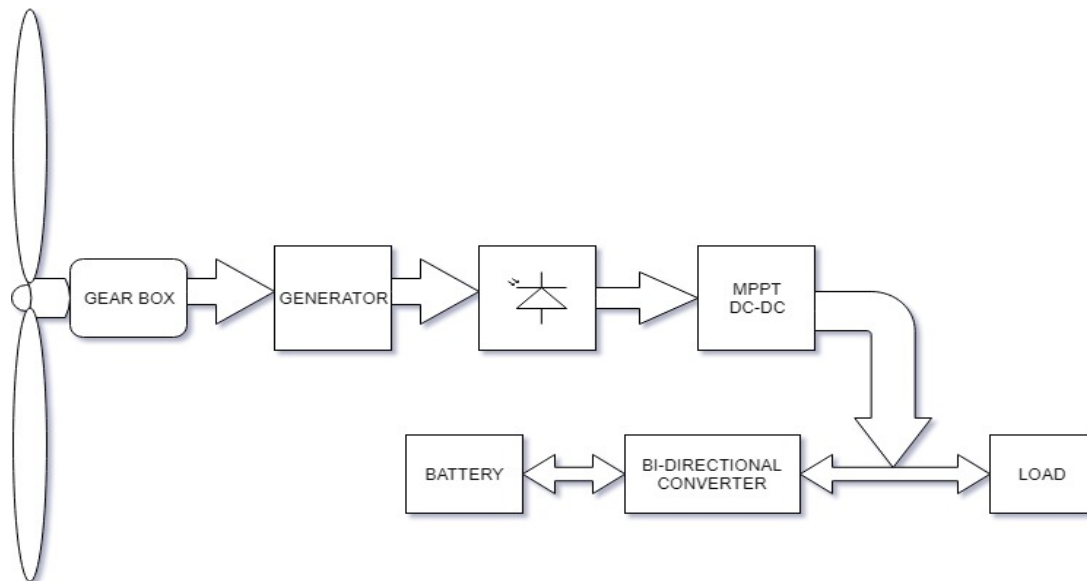 GEAR BOX
GENERATOR
MPPT
DC-DC
BATTERY
BI-DIRECTIONAL
CONVERTER
LOAD